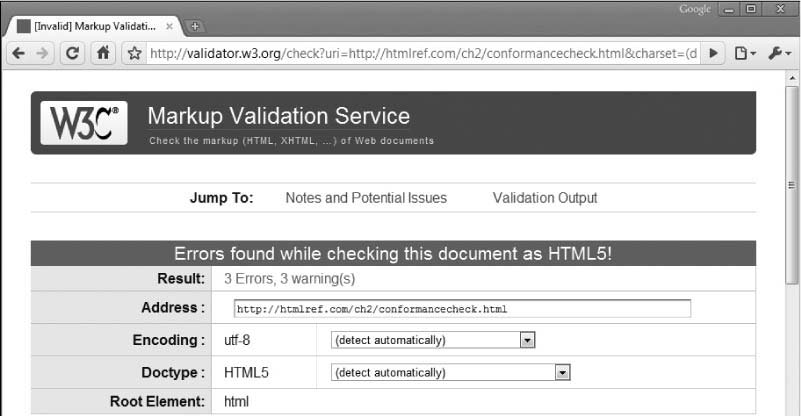 Google
[Invalid] Markup Validati...
http://validator.w3.org/check?uri=http://htmlref.com/ch2/conformancecheck.html&charset=(d
W3C®
Markup Validation Service
Check the markup (HTML, XHTML, ...) of Web documents
Jump To: Notes and Potential Issues Validation Output
Errors found while checking this document as HTML5!
Result: 3 Errors, 3 warning(s)
Address : http://htmlref.com/ch2/conformancecheck.html
Encoding : utf-8 (detect automatically)
Doctype : HTML5 (detect automatically)
Root Element: html